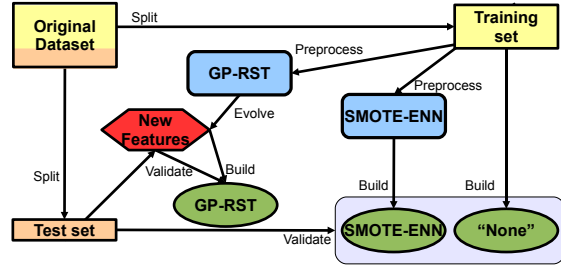 Original
Dataset
Split
Training
set
Preprocess
GP-RST
Preprocess
SMOTE-ENN
Evolve
New
Features
Validate
Build
Split
Build
Build
GP-RST
Test set
Validate
SMOTE-ENN
“None”